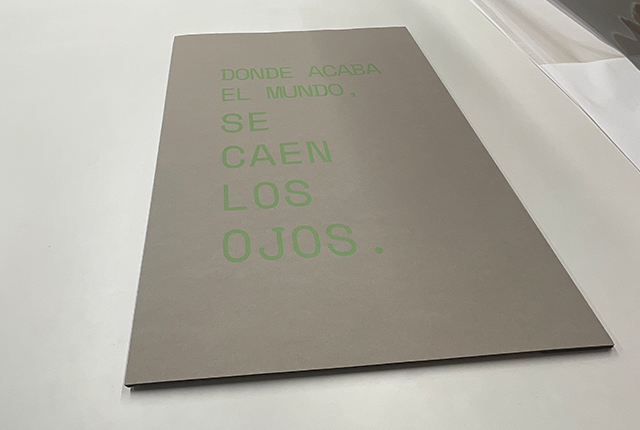 DONDE ACABA
EL MUNDO,
SE
CAEN
LOS
OJOS.